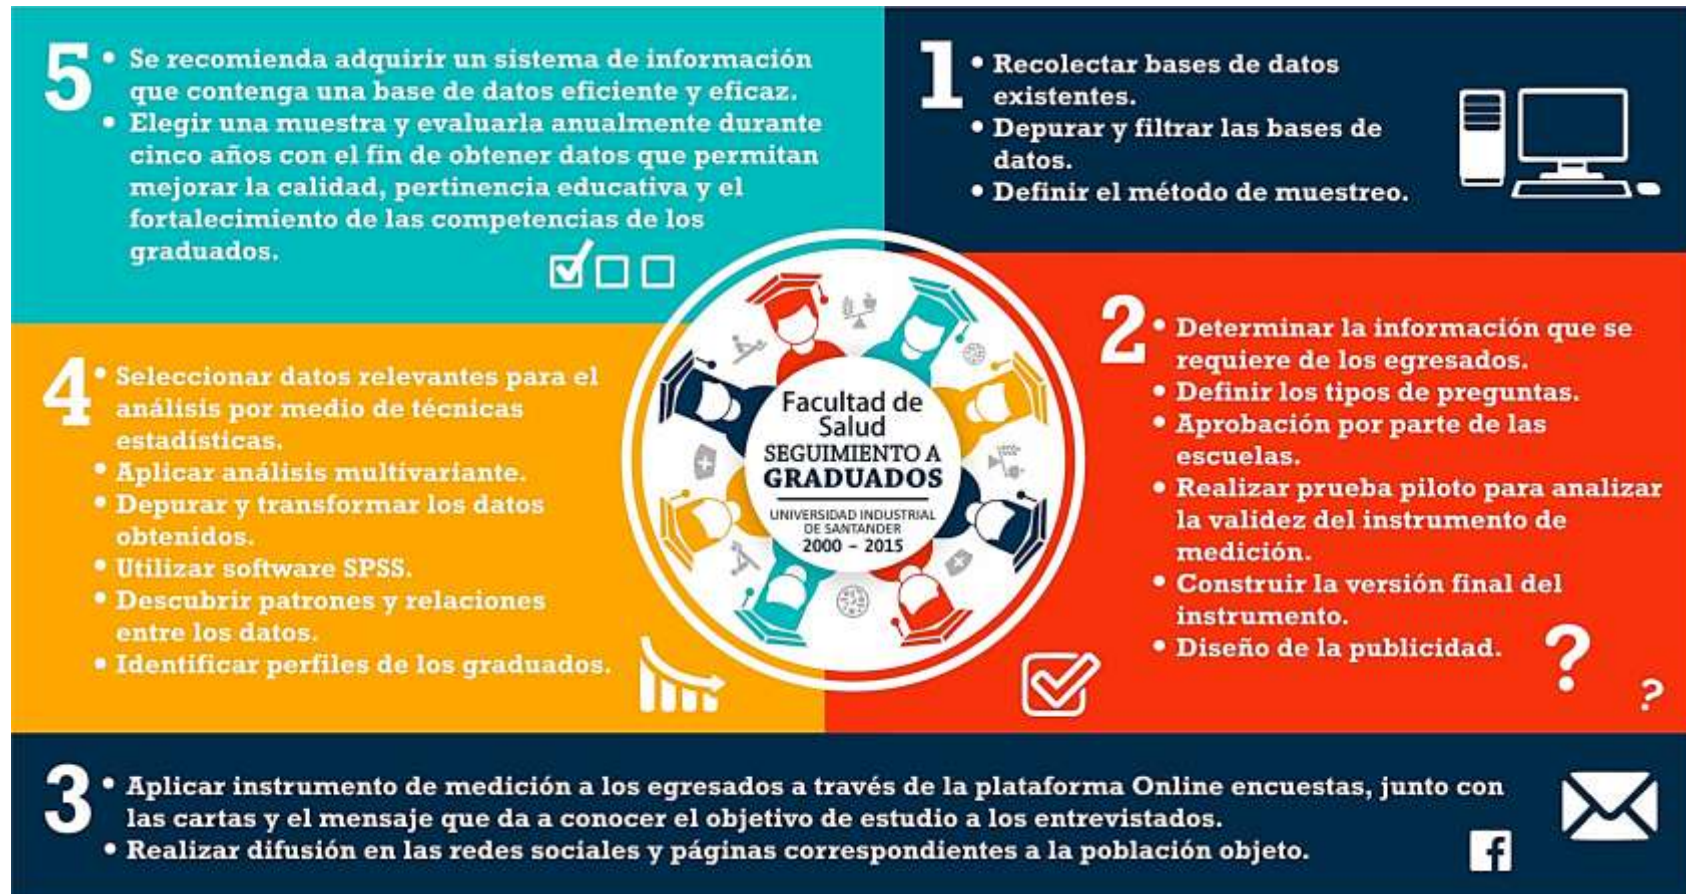 1
• Recolectar bases de datos
existentes.
• Depurar y filtrar las bases de
datos.
• Definir el método de muestreo.
2
• Determinar la información que se
requiere de los egresados.
• Definir los tipos de preguntas.
• Aprobación por parte de las
escuelas.
• Realizar prueba piloto para analizar
la validez del instrumento de
medición.
• Construir la versión final del
instrumento.
• Diseño de la publicidad.
? ?
3
• Aplicar instrumento de medición a los egresados a través de la plataforma Online encuestas, junto con
las cartas y el mensaje que da a conocer el objetivo de estudio a los entrevistados.
• Realizar difusión en las redes sociales y páginas correspondientes a la población objeto.
f
4
• Seleccionar datos relevantes para el
análisis por medio de técnicas
estadísticas.
• Aplicar análisis multivariante.
• Depurar y transformar los datos
obtenidos.
• Utilizar software SPSS.
• Descubrir patrones y relaciones
entre los datos.
• Identificar perfiles de los graduados.
5
• Se recomienda adquirir un sistema de información
que contenga una base de datos eficiente y eficaz.
• Elegir una muestra y evaluarla anualmente durante
cinco años con el fin de obtener datos que permitan
mejorar la calidad, pertinencia educativa y el
fortalecimiento de las competencias de los
graduados.
Facultad de
Salud
SEGUIMIENTO A
GRADUADOS
UNIVERSIDAD INDUSTRIAL
DE SANTANDER
2000 – 2015